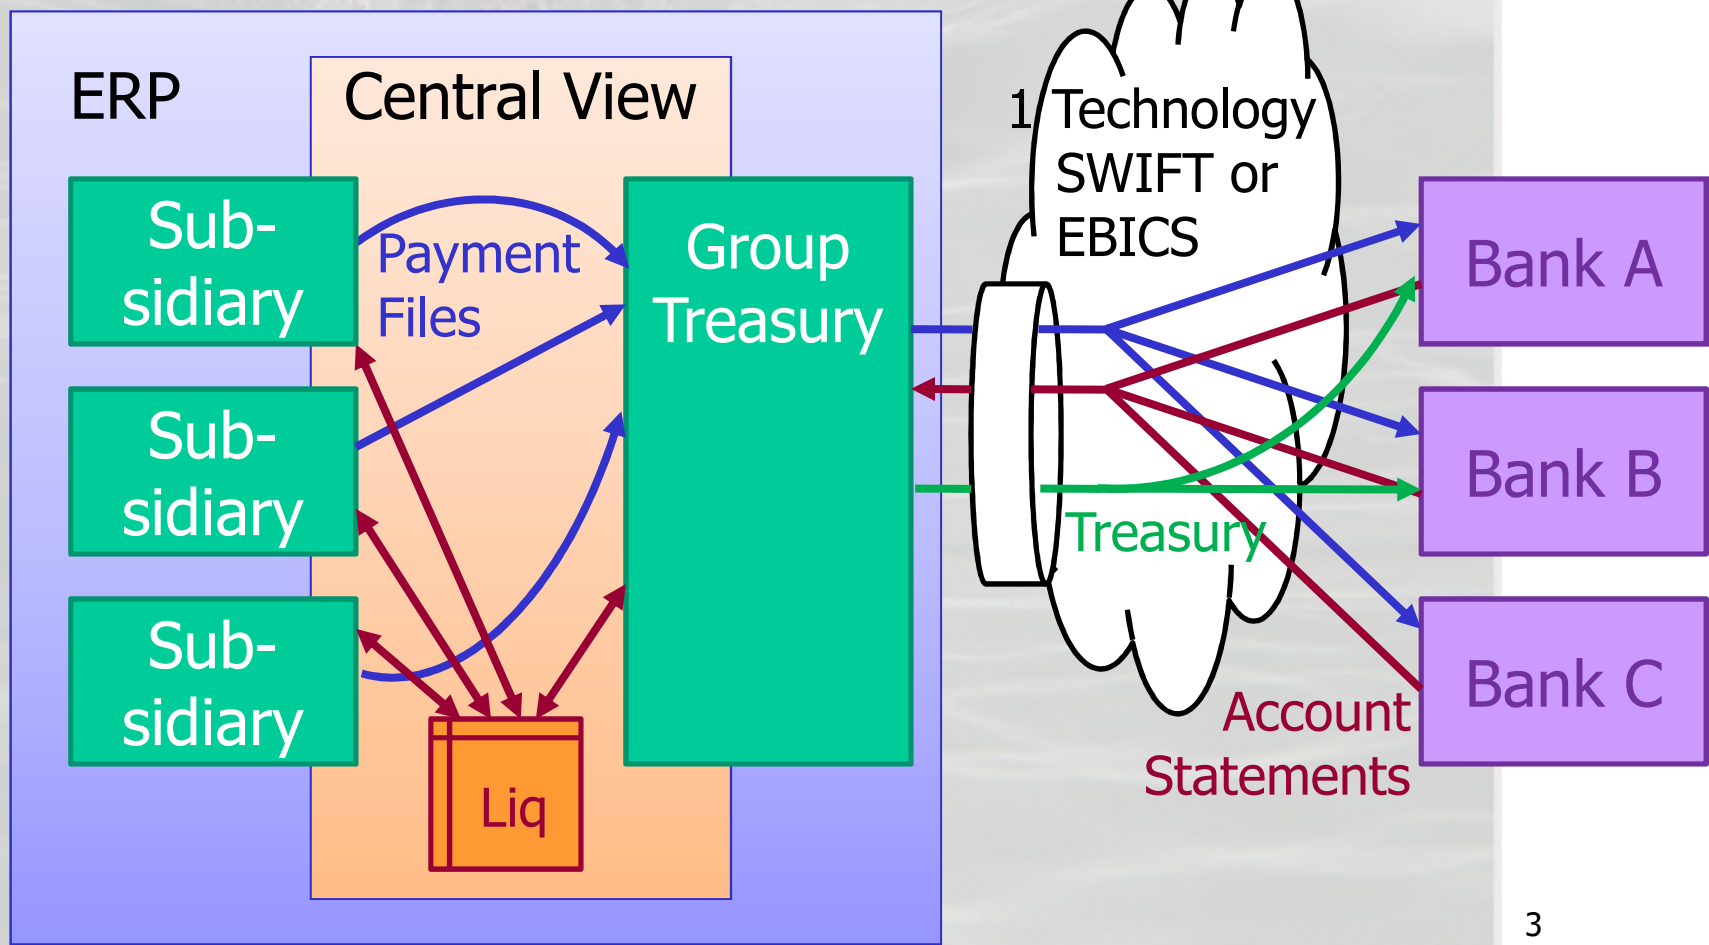 ERP
Central View
Sub-
sidiary
Payment
Files
Sub-
sidiary
Sub-
sidiary
Liq
Group
Treasury
1 Technology
SWIFT or
EBICS
Treasury
Account
Statements
Bank A
Bank B
Bank C
3